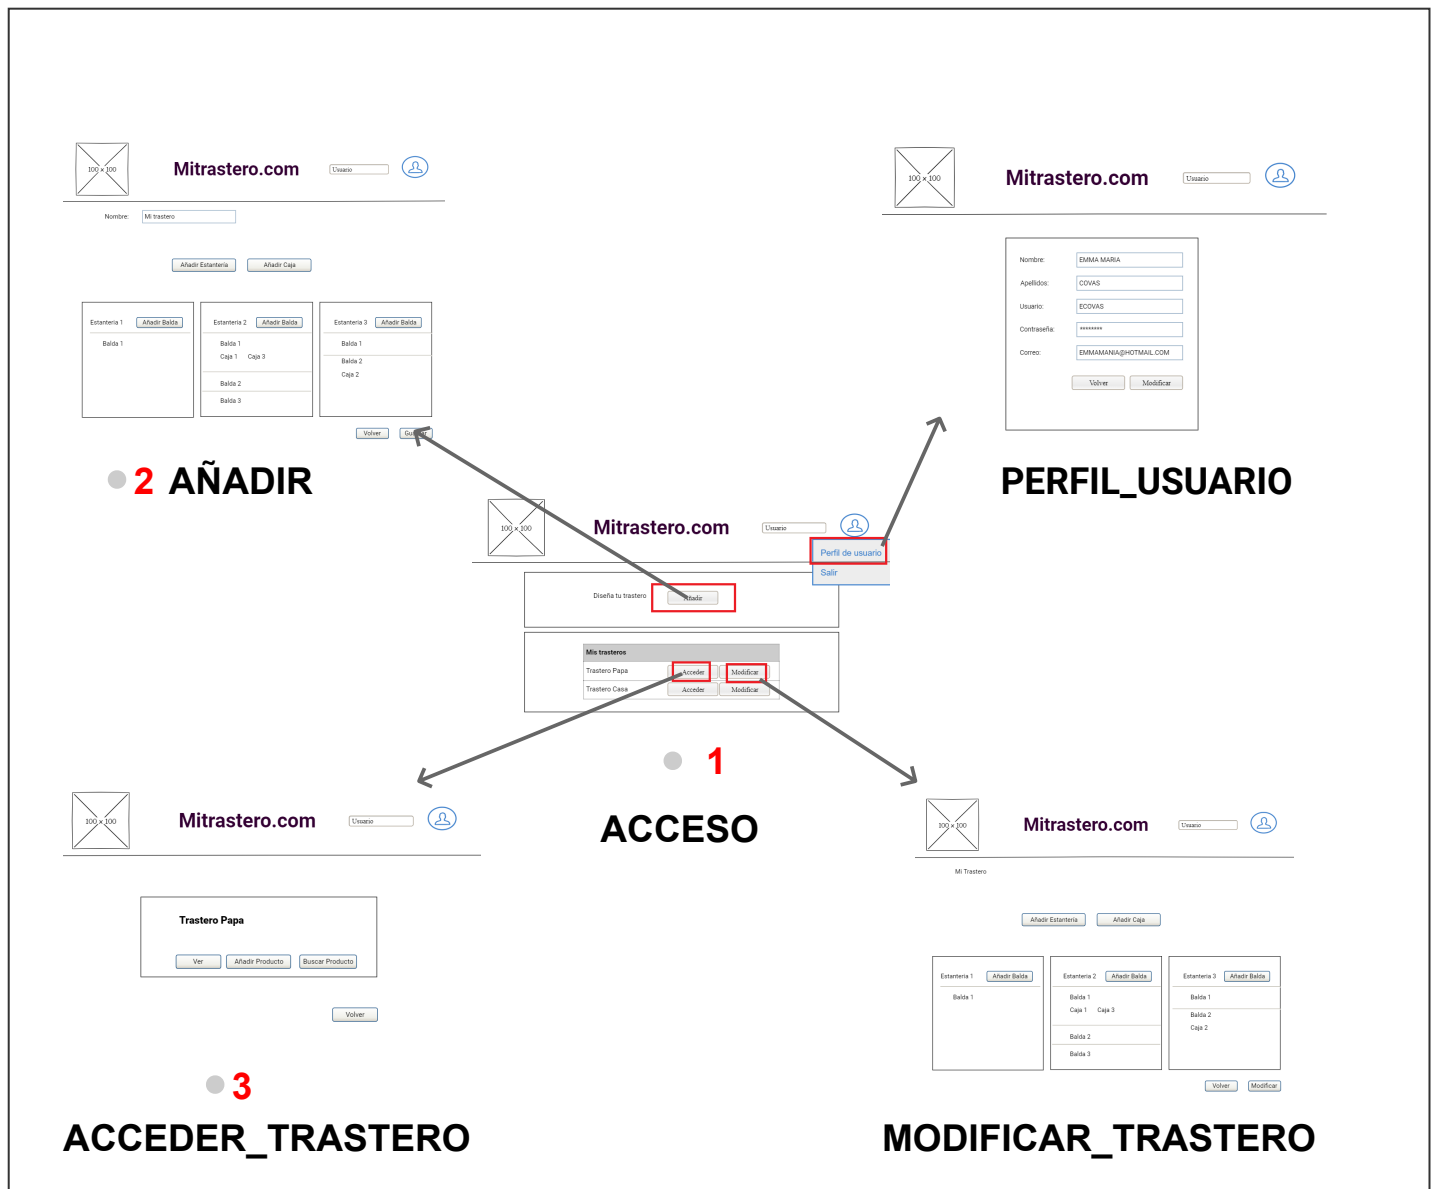 100 x 100
Mitrastero.com
Usuario
Nombre: Mi trastero
Añadir Estantería Añadir Caja
Estanteria 1 Añadir Balda
Balda 1
Estanteria 2 Añadir Balda
Balda 1
Caja 1 Caja 3
Balda 2
Balda 3
Estanteria 3 Añadir Balda
Balda 1
Balda 2
Caja 2
Volver Guardar
2 AÑADIR
100 x 100
Mitrastero.com
Usuario
Nombre: EMMA MARIA
Apellidos: COVAS
Usuario: ECOVAS
Contraseña: ********
Correo: EMMAMANIA@HOTMAIL.COM
Volver Modificar
PERFIL_USUARIO
100 x 100
Mitrastero.com
Usuario
Perfil de usuario
Salir
Diseña tu trastero Añadir
Mis trasteros
Trastero Papa Acceder Modificar
Trastero Casa Acceder Modificar
1
ACCESO
100 x 100
Mitrastero.com
Usuario
Trastero Papa
Ver Añadir Producto Buscar Producto
Volver
3
ACCEDER_TRASTERO
100 x 100
Mitrastero.com
Usuario
Mi Trastero
Añadir Estantería Añadir Caja
Estanteria 1 Añadir Balda
Balda 1
Estanteria 2 Añadir Balda
Balda 1
Caja 1 Caja 3
Balda 2
Balda 3
Estanteria 3 Añadir Balda
Balda 1
Balda 2
Caja 2
Volver Modificar
MODIFICAR_TRASTERO